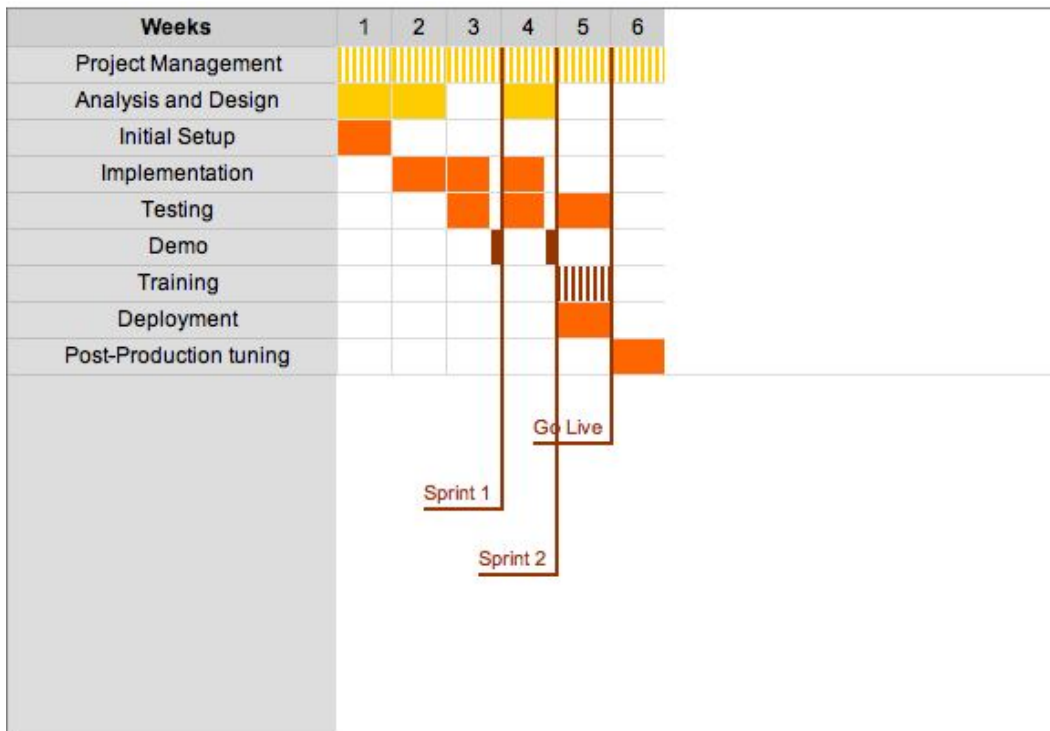 Weeks 1 2 3 4 5 6
Project Management
Analysis and Design
Initial Setup
Implementation
Testing
Demo
Training
Deployment
Post-Production tuning
Go Live
Sprint 1
Sprint 2